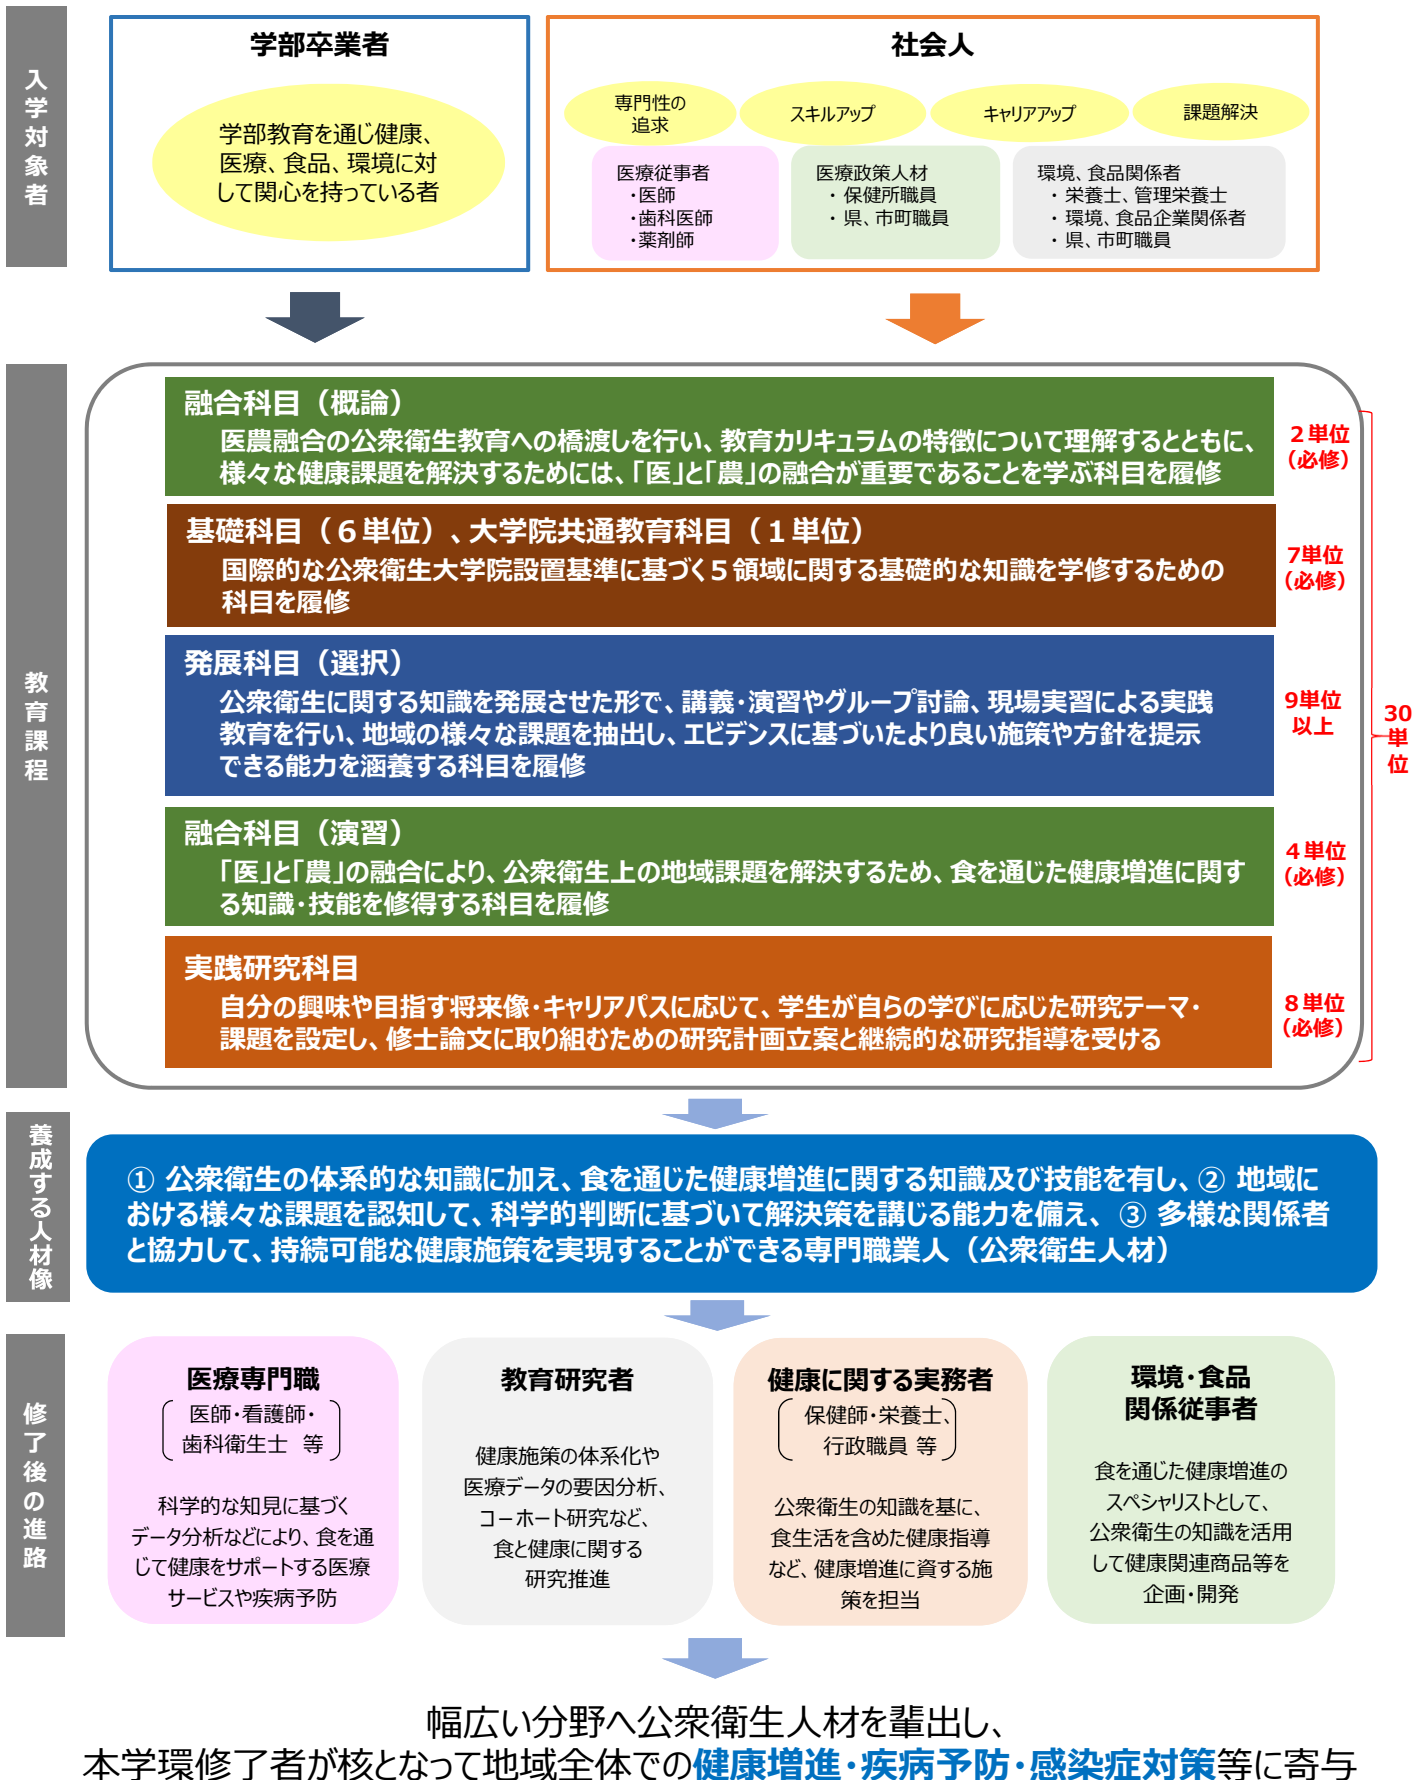 入学対象者
学部卒業者
学部教育を通じ健康、
医療、食品、環境に対
して関心を持っている者
社会人
専門性の
追求
スキルアップ
キャリアアップ
課題解決
医療従事者
・医師
・歯科医師
・薬剤師
医療政策人材
・ 保健所職員
・ 県、市町職員
環境、食品関係者
・ 栄養士、管理栄養士
・ 環境、食品企業関係者
・ 県、市町職員
教育課程
融合科目（概論）
医農融合の公衆衛生教育への橋渡しを行い、教育カリキュラムの特徴について理解するとともに、
様々な健康課題を解決するためには、「医」と「農」の融合が重要であることを学ぶ科目を履修
２単位
（必修）
基礎科目（６単位）、大学院共通教育科目（１単位）
国際的な公衆衛生大学院設置基準に基づく５領域に関する基礎的な知識を学修するための
科目を履修
7単位
（必修）
発展科目（選択）
公衆衛生に関する知識を発展させた形で、講義・演習やグループ討論、現場実習による実践
教育を行い、地域の様々な課題を抽出し、エビデンスに基づいたより良い施策や方針を提示
できる能力を涵養する科目を履修
9単位
以上
30
単
位
融合科目（演習）
「医」と「農」の融合により、公衆衛生上の地域課題を解決するため、食を通じた健康増進に関す
る知識・技能を修得する科目を履修
４単位
（必修）
実践研究科目
自分の興味や目指す将来像・キャリアパスに応じて、学生が自らの学びに応じた研究テーマ・
課題を設定し、修士論文に取り組むための研究計画立案と継続的な研究指導を受ける
８単位
（必修）
養成する人材像
① 公衆衛生の体系的な知識に加え、食を通じた健康増進に関する知識及び技能を有し、② 地域に
おける様々な課題を認知して、科学的判断に基づいて解決策を講じる能力を備え、 ③ 多様な関係者
と協力して、持続可能な健康施策を実現することができる専門職業人（公衆衛生人材）
修了後の進路
医療専門職
医師・看護師・
歯科衛生士 等
科学的な知見に基づく
データ分析などにより、食を通
じて健康をサポートする医療
サービスや疾病予防
教育研究者
健康施策の体系化や
医療データの要因分析、
コーホート研究など、
食と健康に関する
研究推進
健康に関する実務者
保健師・栄養士、
行政職員 等
公衆衛生の知識を基に、
食生活を含めた健康指導
など、健康増進に資する施
策を担当
環境・食品
関係従事者
食を通じた健康増進の
スペシャリストとして、
公衆衛生の知識を活用
して健康関連商品等を
企画・開発
幅広い分野へ公衆衛生人材を輩出し、
本学環修了者が核となって地域全体での健康増進・疾病予防・感染症対策等に寄与